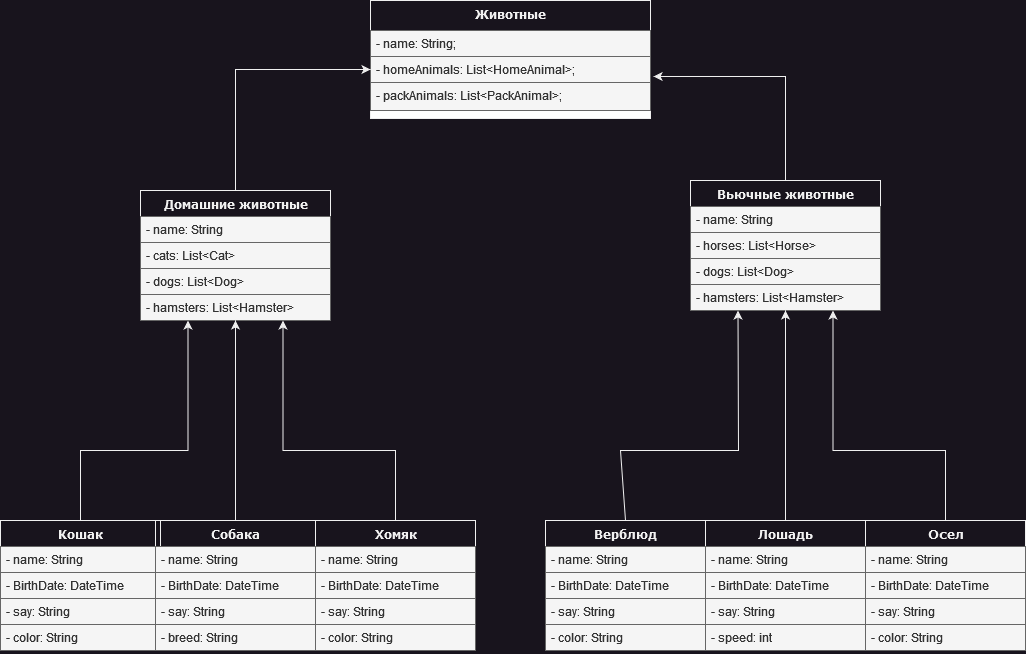 Животные
- name: String;
- homeAnimals: List<HomeAnimal>;
- packAnimals: List<PackAnimal>;
Домашние животные
- name: String
- cats: List<Cat>
- dogs: List<Dog>
- hamsters: List<Hamster>
Вьючные животные
- name: String
- horses: List<Horse>
- dogs: List<Dog>
- hamsters: List<Hamster>
Кошак
- name: String
- BirthDate: DateTime
- say: String
- color: String
Собака
- name: String
- BirthDate: DateTime
- say: String
- breed: String
Хомяк
- name: String
- BirthDate: DateTime
- say: String
- color: String
Верблюд
- name: String
- BirthDate: DateTime
- say: String
- color: String
Лошадь
- name: String
- BirthDate: DateTime
- say: String
- speed: int
Осел
- name: String
- BirthDate: DateTime
- say: String
- color: String